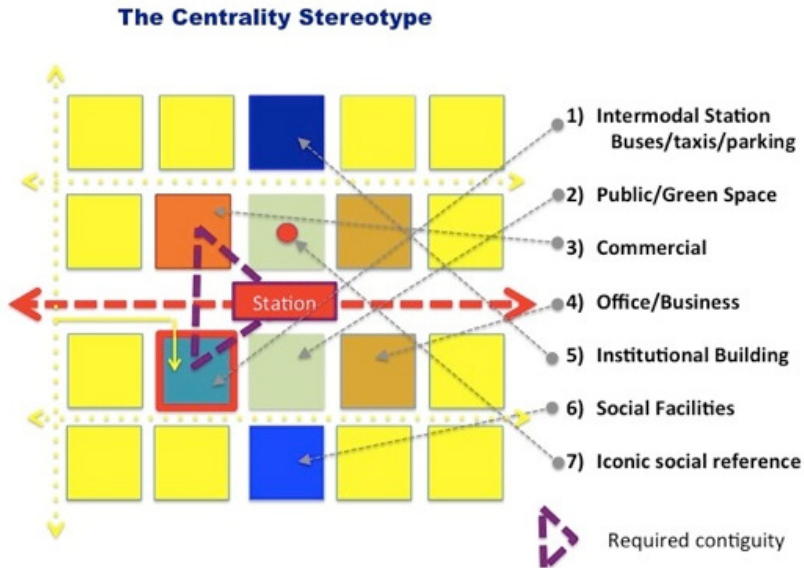 The Centrality Stereotype
1) Intermodal Station
Buses/taxis/parking
2) Public/Green Space
3) Commercial
Station
4) Office/Business
5) Institutional Building
6) Social Facilities
7) Iconic social reference
Required contiguity